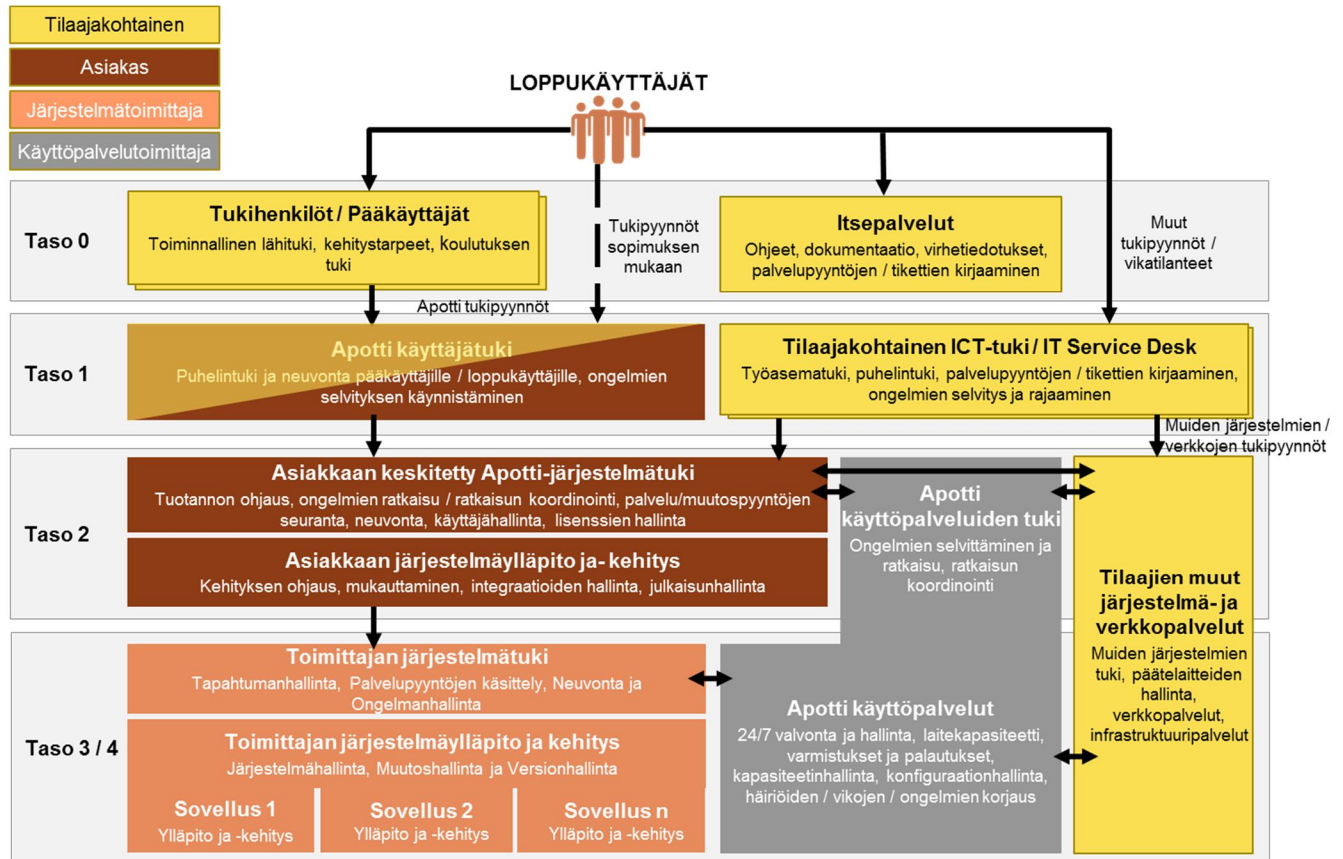 Tilaajakohtainen
Asiakas
Järjestelmätoimittaja
Käyttöpalvelutoimittaja
LOPPUKÄYTTÄJÄT
Taso 0
Tukihenkilöt / Pääkäyttäjät
Toiminnallinen lähituki, kehitystarpeet, koulutuksen
tuki
Tukipyynnöt
sopimuksen
mukaan
Itsepalvelut
Ohjeet, dokumentaatio, virhetiedotukset,
palvelupyyntöjen / tikettien kirjaaminen
Muut
tukipyynnöt /
vikatilanteet
Apotti tukipyynnöt
Taso 1
Apotti käyttäjätuki
Puhelintuki ja neuvonta pääkäyttäjille / loppukäyttäjille, ongelmien
selvityksen käynnistäminen
Tilaajakohtainen ICT-tuki / IT Service Desk
Työasematuki, puhelintuki, palvelupyyntöjen / tikettien kirjaaminen,
ongelmien selvitys ja rajaaminen
Muiden järjestelmien /
verkkojen tukipyynnöt
Taso 2
Asiakkaan keskitetty Apotti-järjestelmätuki
Tuotannon ohjaus, ongelmien ratkaisu / ratkaisun koordinointi, palvelu/muutospyyntöjen
seuranta, neuvonta, käyttäjähallinta, lisenssien hallinta
Asiakkaan järjestelmäylläpito ja- kehitys
Kehityksen ohjaus, mukauttaminen, integraatioiden hallinta, julkaisunhallinta
Apotti
käyttöpalveluiden tuki
Ongelmien selvittäminen ja
ratkaisu, ratkaisun
koordinointi
Tilaajien muut
järjestelmä- ja
verkkopalvelut
Muiden järjestelmien
tuki, päätelaitteiden
hallinta,
verkkopalvelut,
infrastruktuuripalvelut
Taso 3 / 4
Toimittajan järjestelmätuki
Tapahtumanhallinta, Palvelupyyntöjen käsittely, Neuvonta ja
Ongelmanhallinta
Toimittajan järjestelmäylläpito ja kehitys
Järjestelmähallinta, Muutoshallinta ja Versionhallinta
Sovellus 1
Ylläpito ja -kehitys
Sovellus 2
Ylläpito ja -kehitys
Sovellus n
Ylläpito ja -kehitys
Apotti käyttöpalvelut
24/7 valvonta ja hallinta, laitekapasiteetti,
varmistukset ja palautukset,
kapasiteetinhallinta, konfiguraationhallinta,
häiriöiden / vikojen / ongelmien korjaus